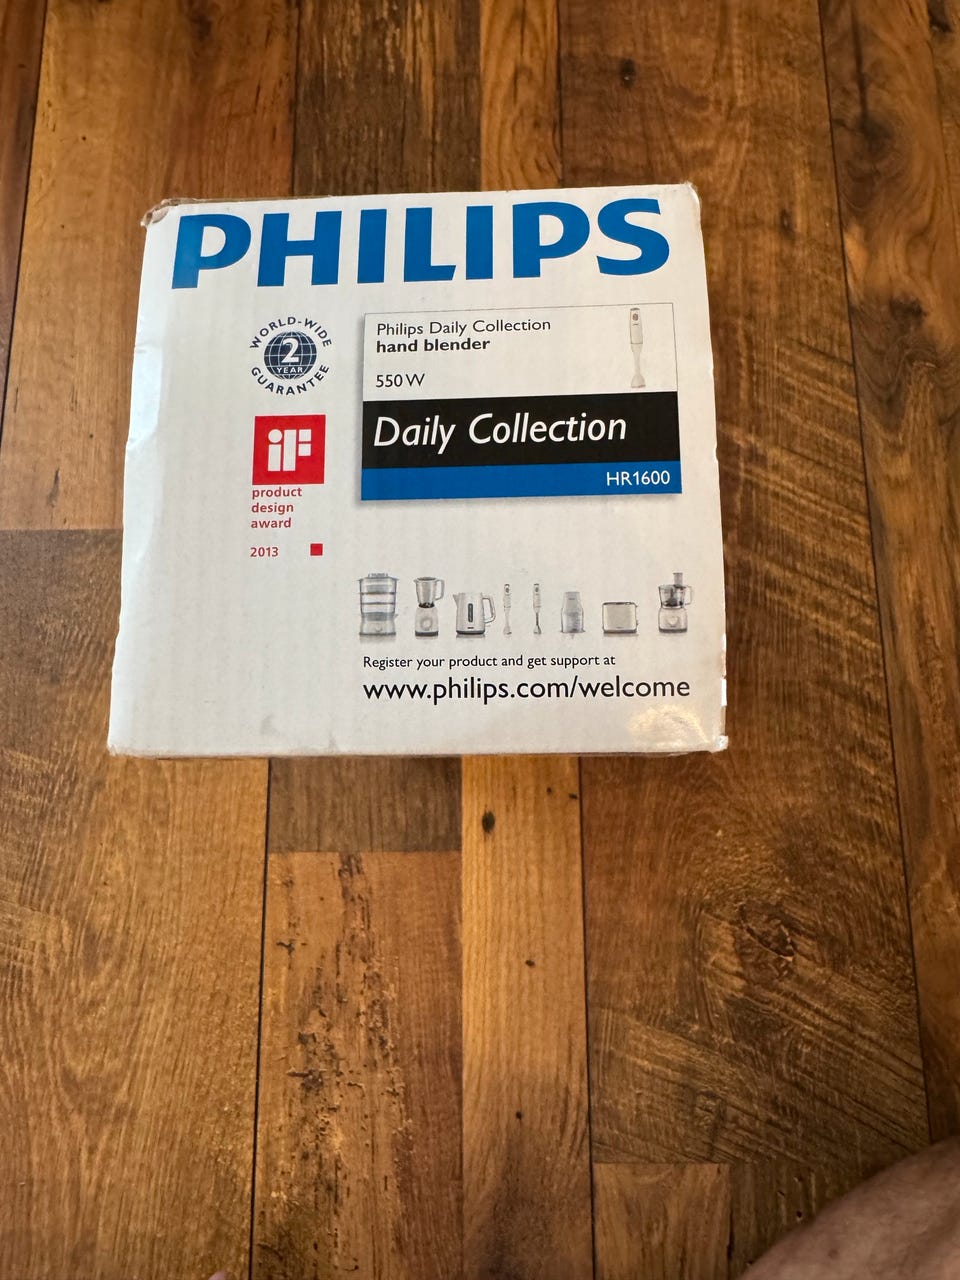 PHILIPS
WORLD-WIDE
2
YEAR
GUARANTEE
Philips Daily Collection
hand blender
550 W
Daily Collection
HR1600
iF
product
design
award
2013
Register your product and get support at
www.philips.com/welcome